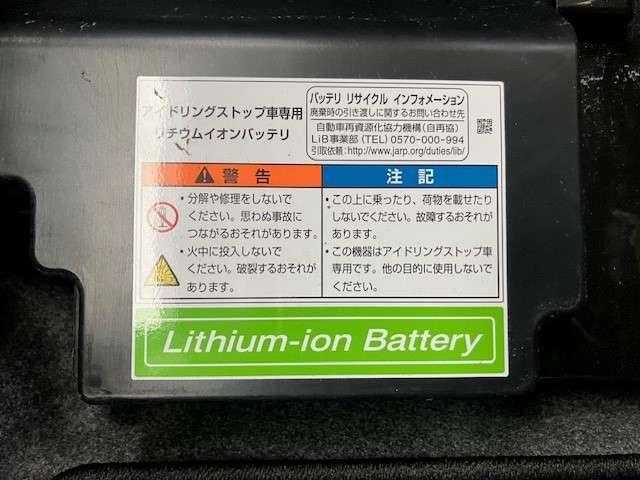 アイドリングストップ車専用
リチウムイオンバッテリ
バッテリ リサイクル インフォメーション
廃棄時の引き渡しに関するお問い合わせ先
自動車再資源化協力機構(自再協)
LiB事業部(TEL)0570-000-994
引取依頼:http://www.jarp.org/duties/lib/
警告
・分解や修理をしないで
ください。思わぬ事故に
つながるおそれがあります。
・火中に投入しないで
ください。破裂するおそれが
あります。
注記
・この上に乗ったり、荷物を載せたり
しないでください。故障するおそれが
あります。
・この機器はアイドリングストップ車
専用です。他の目的に使用しないで
ください。
Lithium-ion Battery